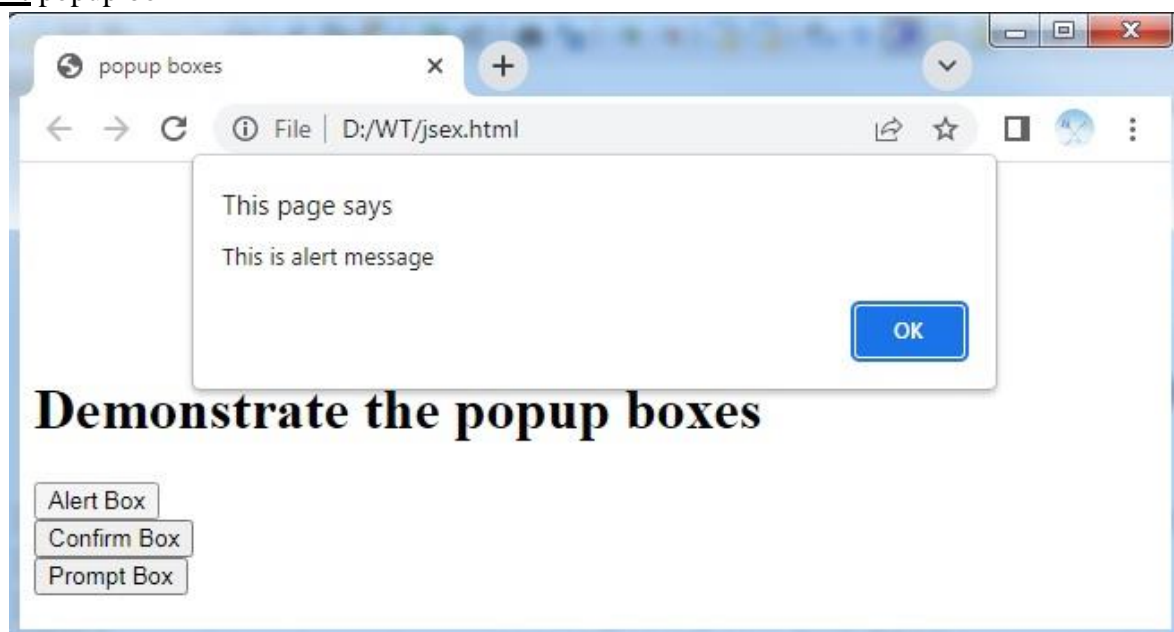 popup boxes
File | D:/WT/jsex.html
This page says
This is alert message
OK
Demonstrate the popup boxes
Alert Box
Confirm Box
Prompt Box